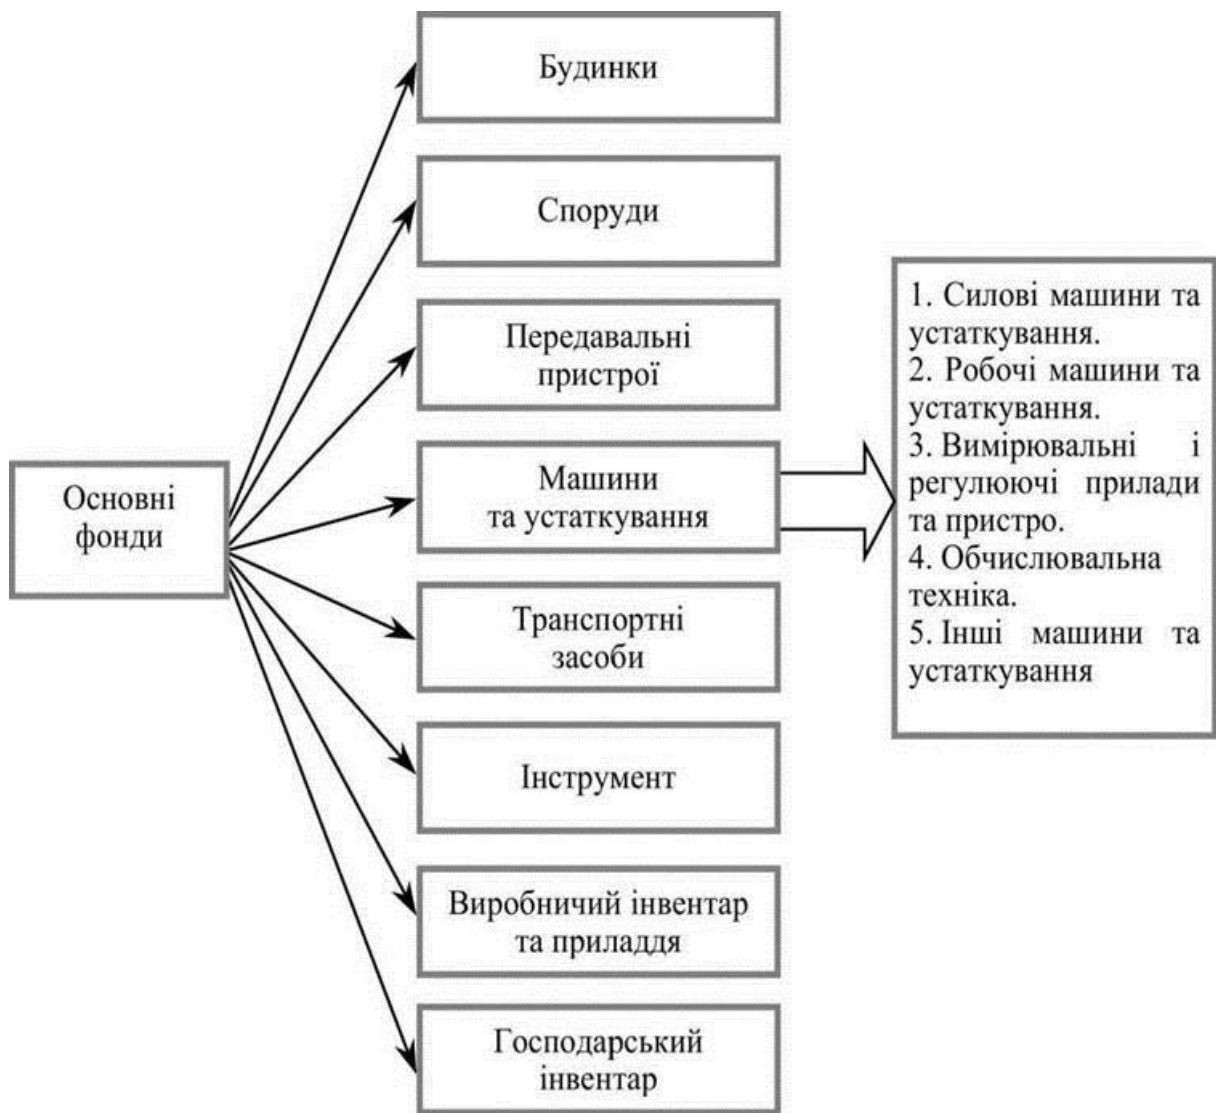 Основні
фонди
Будинки
Споруди
Передавальні
пристрої
Машини
та устаткування
Транспортні
засоби
Інструмент
Виробничий інвентар
та приладдя
Господарський
інвентар
1. Силові машини та
устаткування.
2. Робочі машини та
устаткування.
3. Вимірювальні і
регулюючі прилади
та пристро.
4. Обчислювальна
техніка.
5. Інші машини та
устаткування